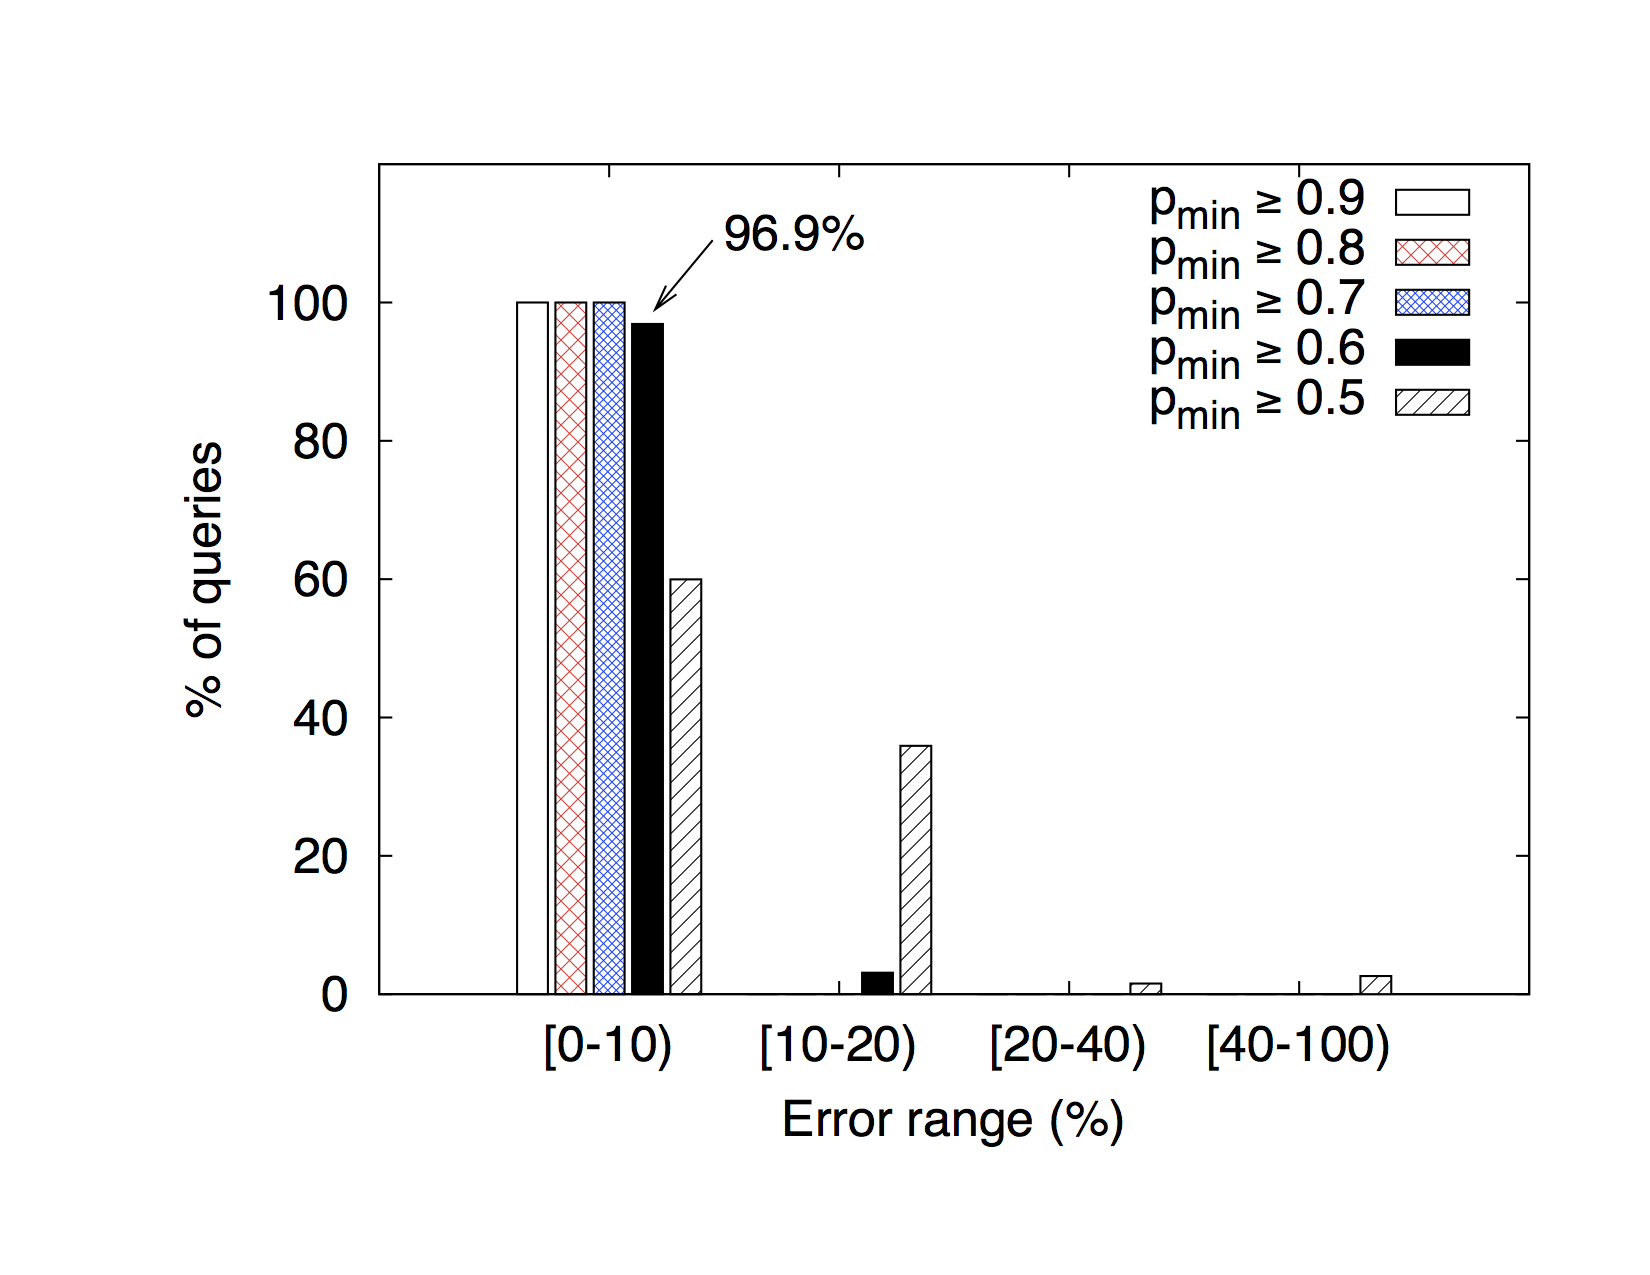 96.9%
p_min ≥ 0.9
p_min ≥ 0.8
p_min ≥ 0.7
p_min ≥ 0.6
p_min ≥ 0.5
100
80
60
40
20
0
% of queries
[0-10) [10-20) [20-40) [40-100)
Error range (%)